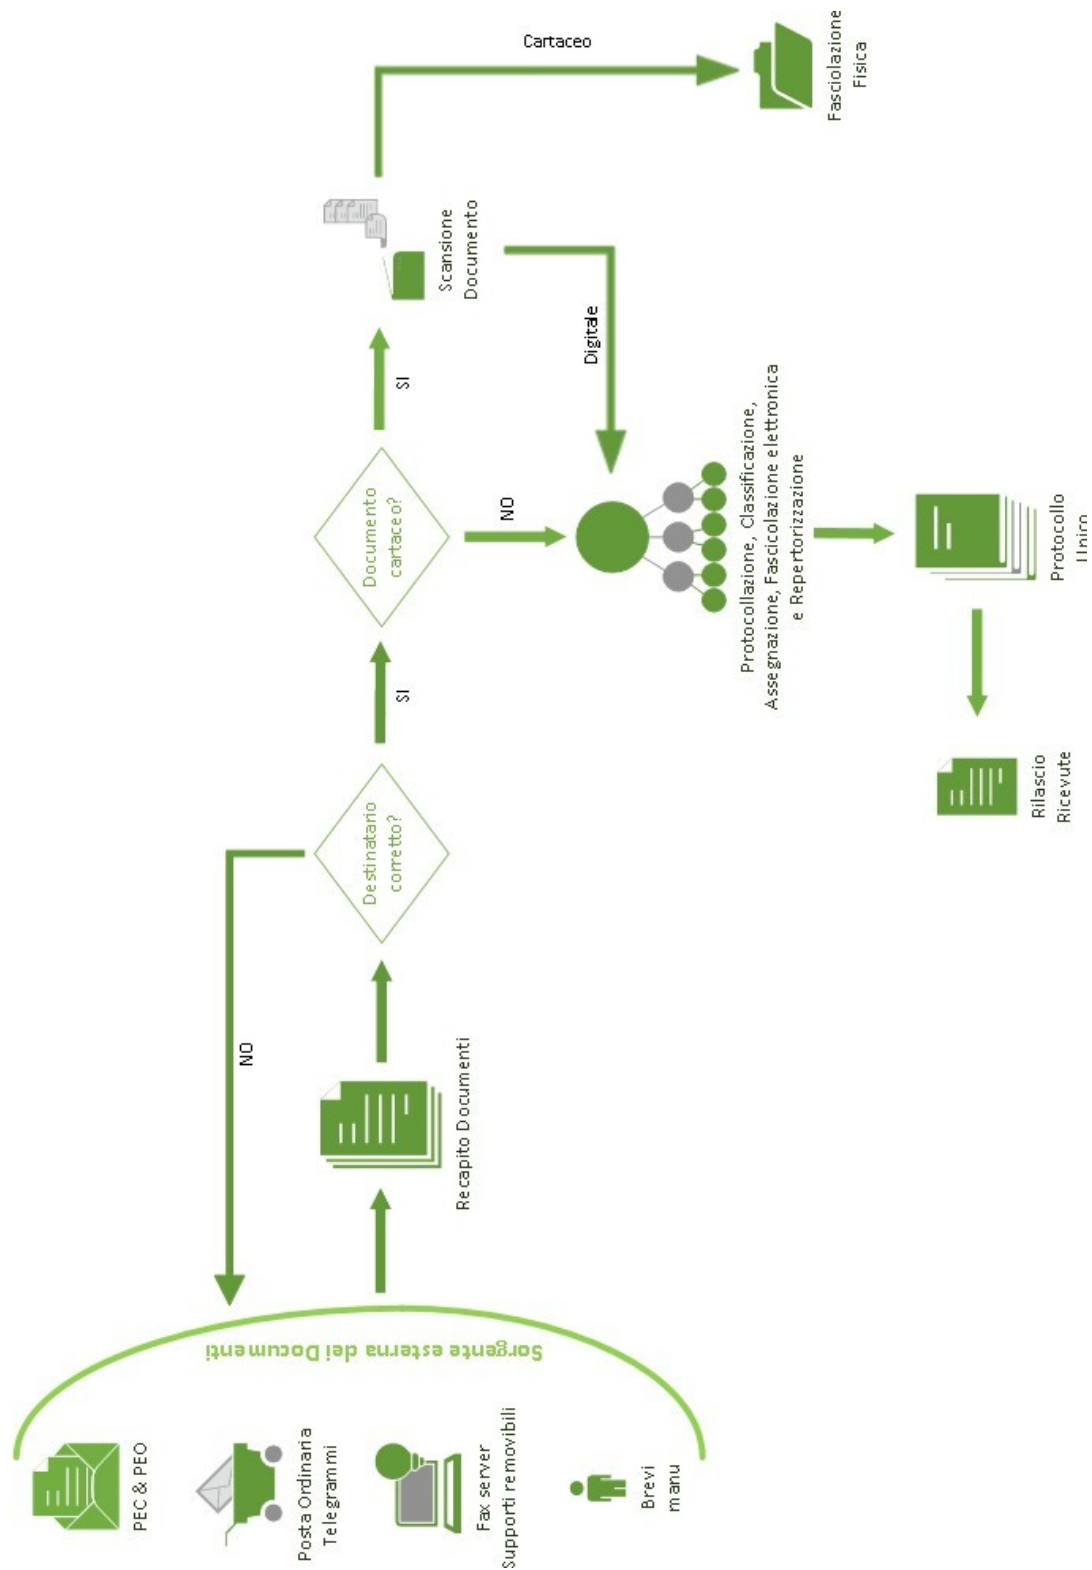 PEC & PEO
Posta Ordinaria
Telegrammi
Fax server
Supporti removibili
Brevi
manu
Sorgente esterna dei Documenti
Recapito Documenti
NO
Destinatario
corretto?
SI
Documento
cartaceo?
SI
NO
Scansione
Documento
Cartaceo
Digitale
Fasciolazione
Fisica
Protocollazione, Classificazione,
Assegnazione, Fascicolazione elettronica
e Repertorizzazione
Protocollo
Unico
Rilascio
Ricevute